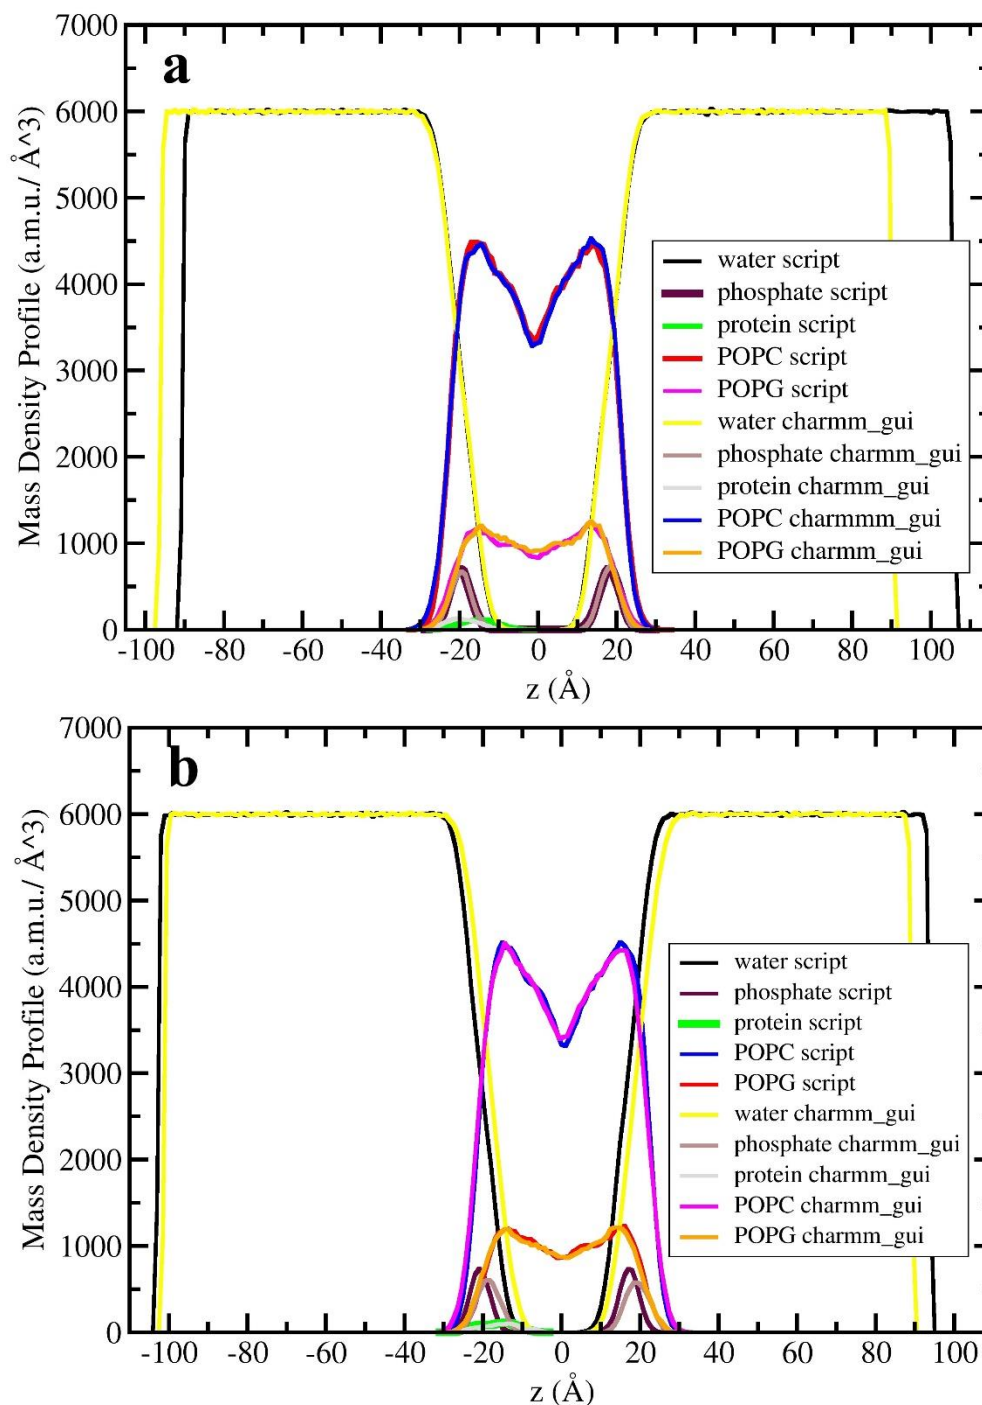 a
7000
6000
5000
4000
3000
2000
1000
0
Mass Density Profile (a.m.u./ Å^3)
water script
phosphate script
protein script
POPC script
POPG script
water charmm_gui
phosphate charmm_gui
protein charmm_gui
POPC charmmm_gui
POPG charmm_gui
-100 -80 -60 -40 -20 0 20 40 60 80 100
z (Å)
b
7000
6000
5000
4000
3000
2000
1000
0
Mass Density Profile (a.m.u./ Å^3)
water script
phosphate script
protein script
POPC script
POPG script
water charmm_gui
phosphate charmm_gui
protein charmm_gui
POPC charmm_gui
POPG charmm_gui
-100 -80 -60 -40 -20 0 20 40 60 80 100
z (Å)